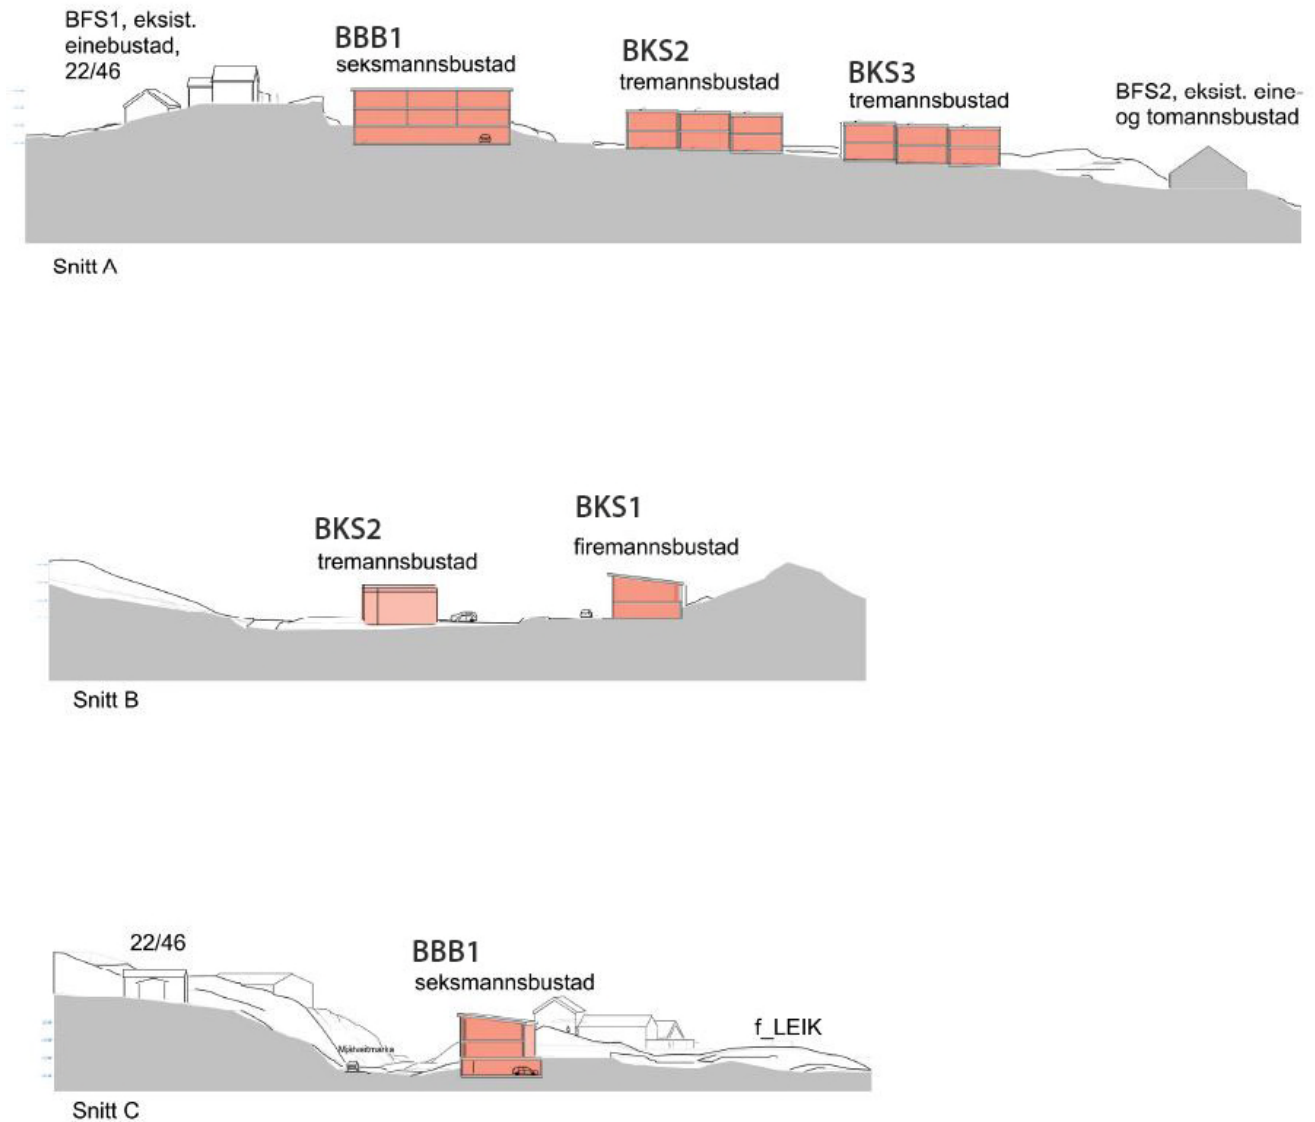 BFS1, eksist.
einebustad,
22/46
BBB1
seksmannsbustad
BKS2
tremannsbustad
BKS3
tremannsbustad
BFS2, eksist. eine-
og tomannsbustad
Snitt A
BKS2
tremannsbustad
BKS1
firemannsbustad
Snitt B
22/46
BBB1
seksmannsbustad
f_LEIK
Mjåtveitmarka
Snitt C